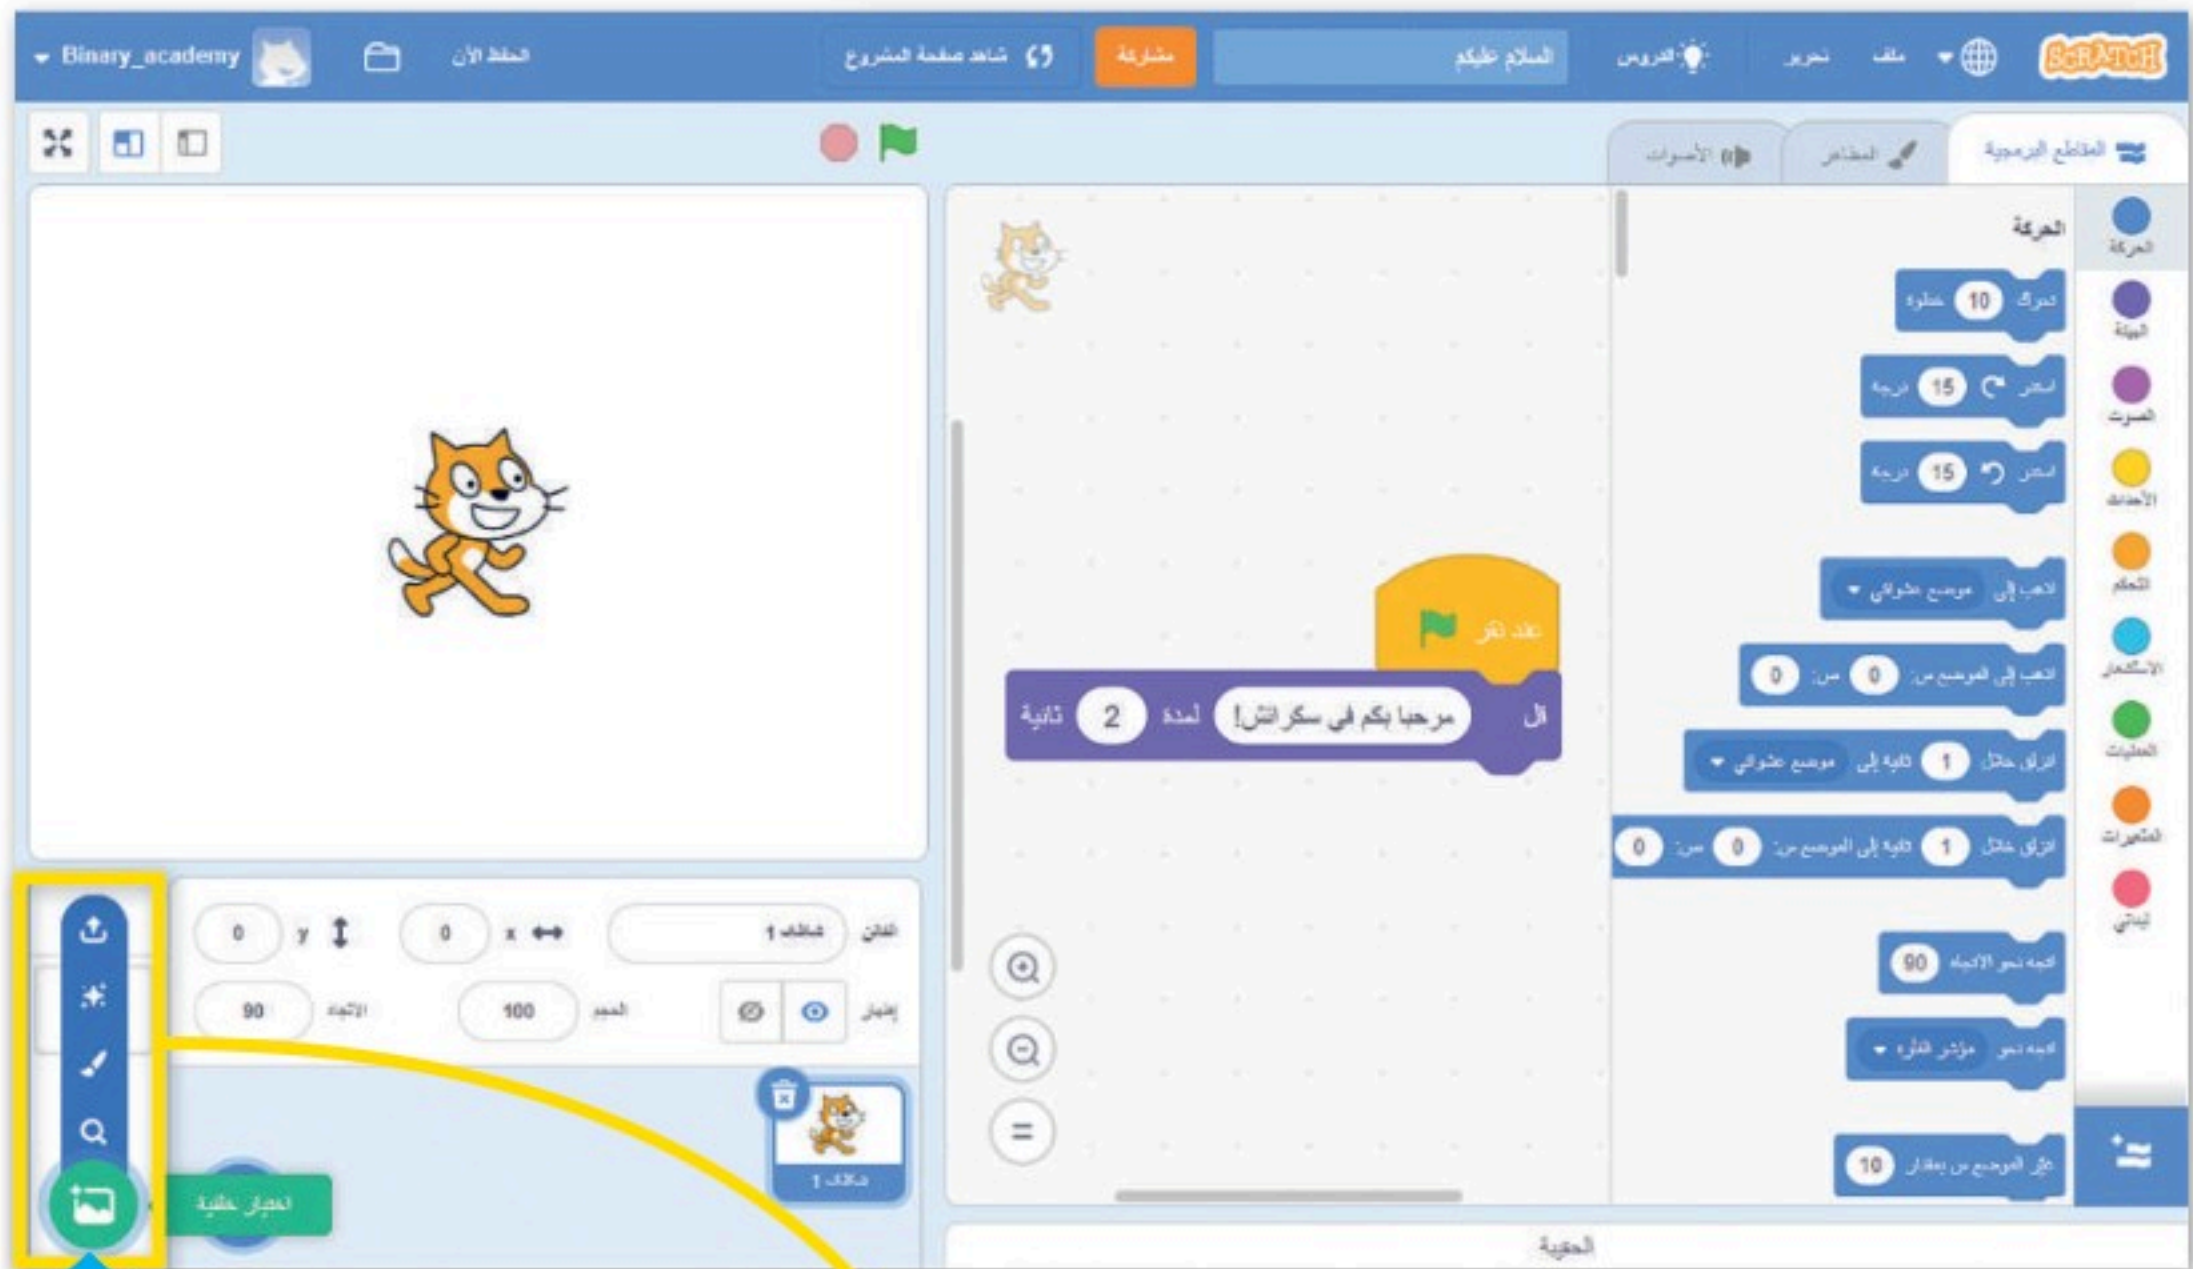 SCRATCH
ملف
تحرير
الدروس
السلام عليكم
مشاركة
شاهد صفحة المشروع
الحفظ الآن
Binary_academy
المقاطع البرمجية
المظاهر
الأصوات
الحركة
الهيئة
الصوت
الأحداث
التحكم
الاستشعار
العمليات
المتغيرات
لبناتي
الحركة
تحرك 10 خطوة
استدر 15 درجة
استدر 15 درجة
اذهب إلى موضع عشوائي
اذهب إلى الموضع س: 0 ص: 0
انزلق خلال 1 ثانية إلى موضع عشوائي
انزلق خلال 1 ثانية إلى الموضع س: 0 ص: 0
اتجه نحو الاتجاه 90
اتجه نحو مؤشر الفأرة
غيّر الموضع س بمقدار 10
عند نقر
قل مرحبا بكم في سكراتش! لمدة 2 ثانية
الحقيبة
الكائن 1 x 0 y 0
إظهار الحجم 100 الاتجاه 90
1
اختيار خلفية